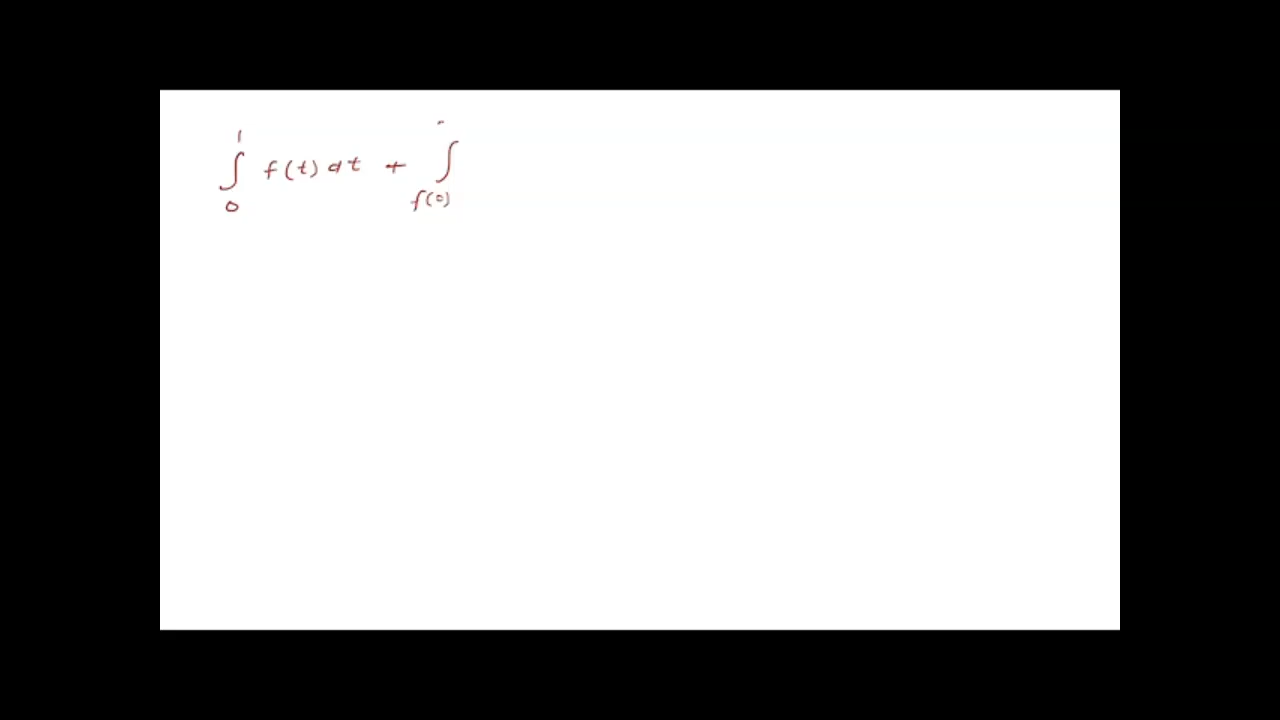 ∫₀¹ f(t) dt + ∫_{f(0)}